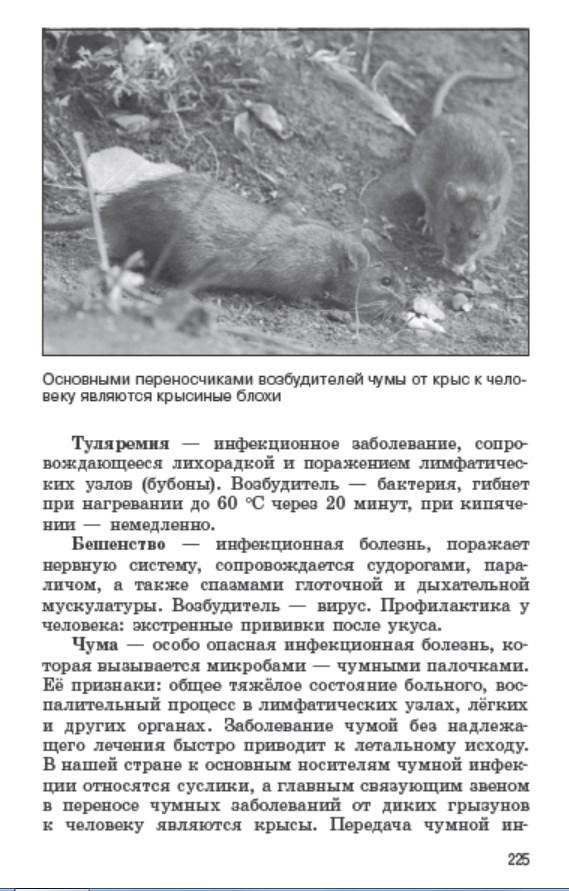 Основными переносчиками возбудителей чумы от крыс к чело-
веку являются крысиные блохи
Туляремия — инфекционное заболевание, сопро-
вождающееся лихорадкой и поражением лимфатичес-
ких узлов (бубоны). Возбудитель — бактерия, гибнет
при нагревании до 60 °С через 20 минут, при кипяче-
нии — немедленно.
Бешенство — инфекционная болезнь, поражает
нервную систему, сопровождается судорогами, пара-
личом, а также спазмами глоточной и дыхательной
мускулатуры. Возбудитель — вирус. Профилактика у
человека: экстренные прививки после укуса.
Чума — особо опасная инфекционная болезнь, ко-
торая вызывается микробами — чумными палочками.
Её признаки: общее тяжёлое состояние больного, вос-
палительный процесс в лимфатических узлах, лёгких
и других органах. Заболевание чумой без надлежа-
щего лечения быстро приводит к летальному исходу.
В нашей стране к основным носителям чумной инфек-
ции относятся суслики, а главным связующим звеном
в переносе чумных заболеваний от диких грызунов
к человеку являются крысы. Передача чумной ин-
225